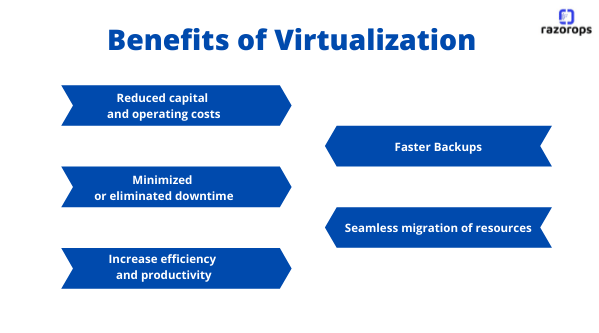 Benefits of Virtualization
razorops
Reduced capital
and operating costs
Minimized
or eliminated downtime
Increase efficiency
and productivity
Faster Backups
Seamless migration of resources